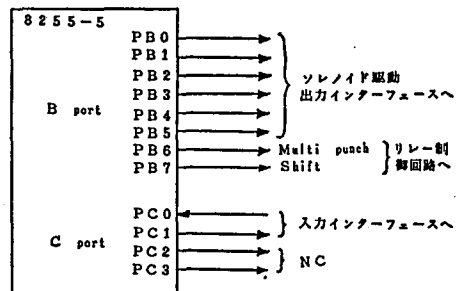 8255-5
PB0
PB1
PB2 ソレノイド駆動
PB3 出力インターフェースへ
B port
PB4
PB5
PB6 Multi punch リレー制
PB7 Shift 御回路へ
PC0
PC1 入力インターフェースへ
C port
PC2
PC3 NC